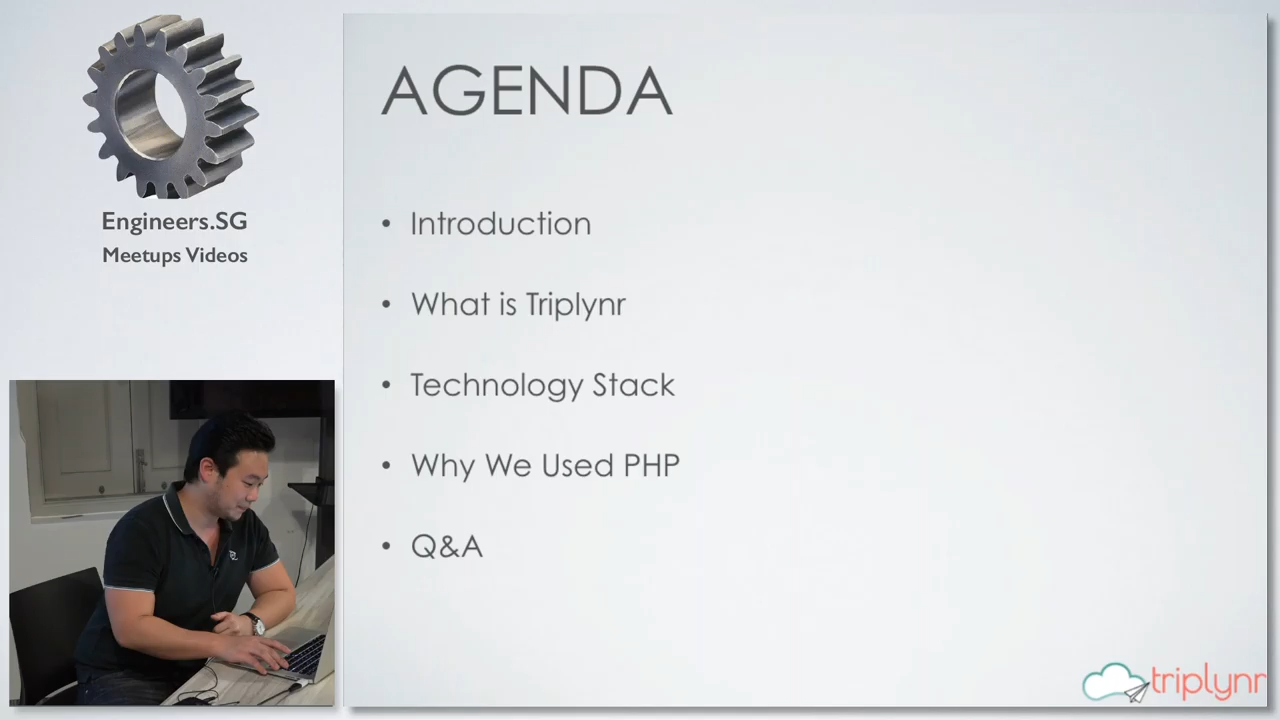 Engineers.SG
Meetups Videos
AGENDA
• Introduction
• What is Triplynr
• Technology Stack
• Why We Used PHP
• Q&A
triplynr